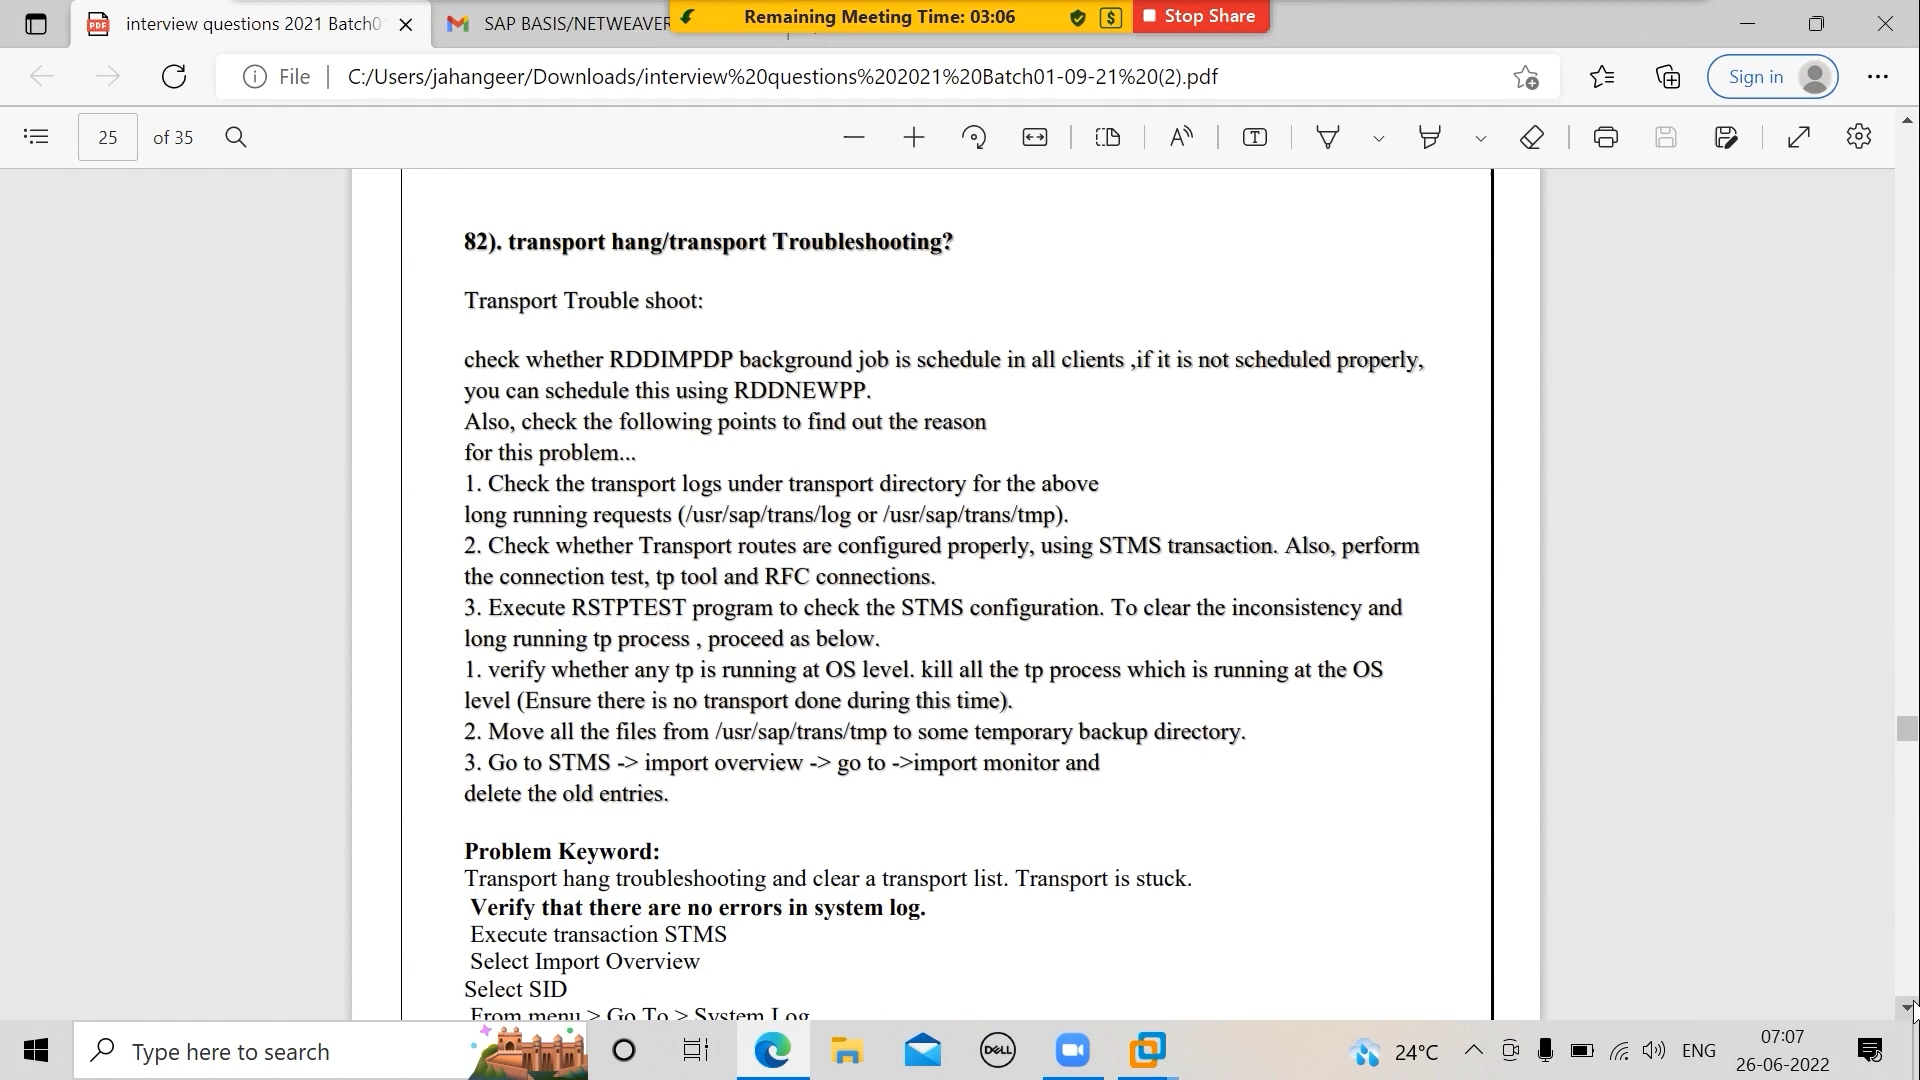 interview questions 2021 Batch0
SAP BASIS/NETWEAVER
Remaining Meeting Time: 03:06
$
Stop Share
File
C:/Users/jahangeer/Downloads/interview%20questions%202021%20Batch01-09-21%20(2).pdf
Sign in
25 of 35
82). transport hang/transport Troubleshooting?
Transport Trouble shoot:
check whether RDDIMPDP background job is schedule in all clients ,if it is not scheduled properly,
you can schedule this using RDDNEWPP.
Also, check the following points to find out the reason
for this problem...
1. Check the transport logs under transport directory for the above
long running requests (/usr/sap/trans/log or /usr/sap/trans/tmp).
2. Check whether Transport routes are configured properly, using STMS transaction. Also, perform
the connection test, tp tool and RFC connections.
3. Execute RSTPTEST program to check the STMS configuration. To clear the inconsistency and
long running tp process , proceed as below.
1. verify whether any tp is running at OS level. kill all the tp process which is running at the OS
level (Ensure there is no transport done during this time).
2. Move all the files from /usr/sap/trans/tmp to some temporary backup directory.
3. Go to STMS -> import overview -> go to ->import monitor and
delete the old entries.
Problem Keyword:
Transport hang troubleshooting and clear a transport list. Transport is stuck.
Verify that there are no errors in system log.
Execute transaction STMS
Select Import Overview
Select SID
From menu > Go To > System Log
Type here to search
DELL
24°C
ENG
07:07
26-06-2022